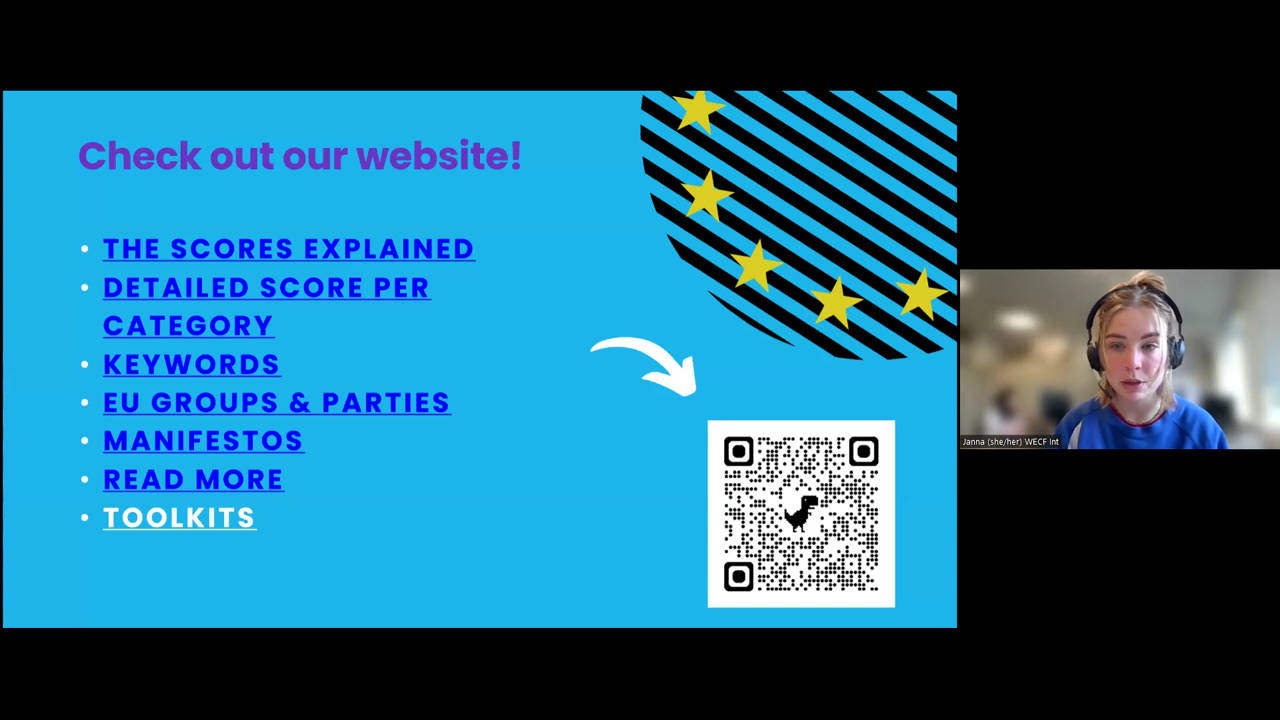 Check out our website!
THE SCORES EXPLAINED
DETAILED SCORE PER
CATEGORY
KEYWORDS
EU GROUPS & PARTIES
MANIFESTOS
READ MORE
TOOLKITS
Janna (she/her) WECF Int